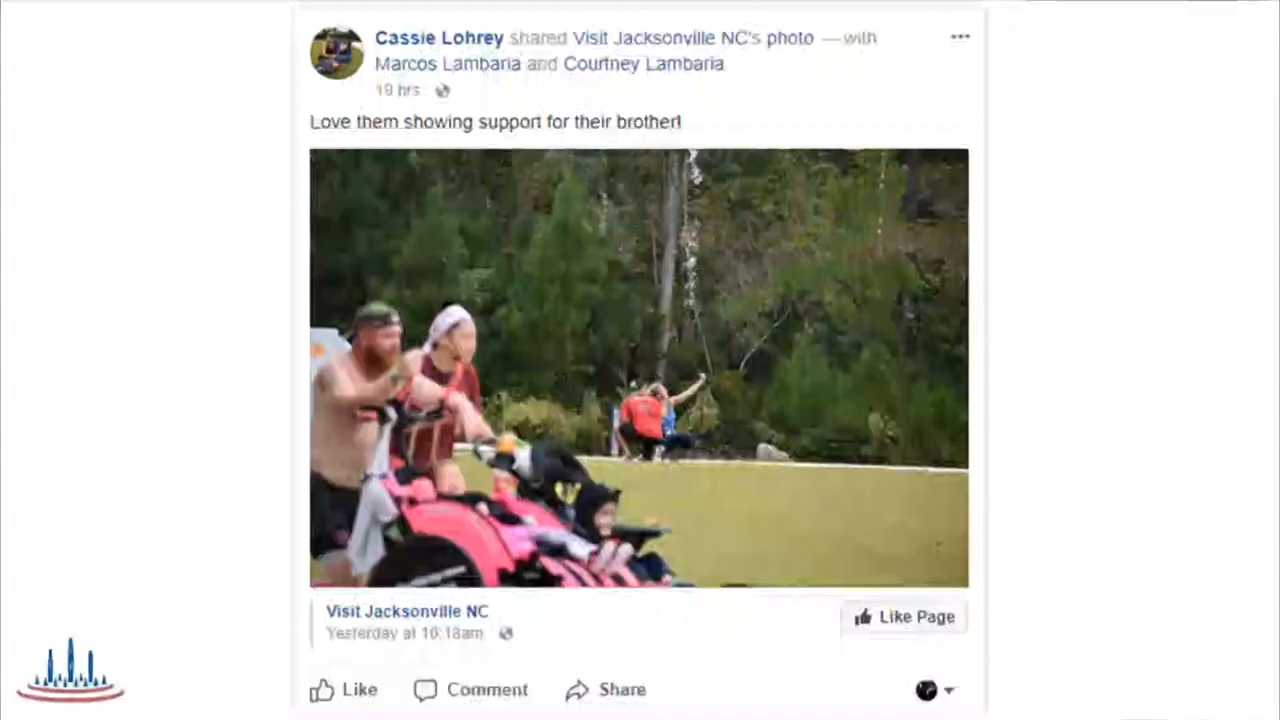 Cassie Lohrey shared Visit Jacksonville NC's photo — with
Marcos Lambaria and Courtney Lambaria
19 hrs
Love them showing support for their brother!
Visit Jacksonville NC
Yesterday at 10:18am
Like Page
Like
Comment
Share